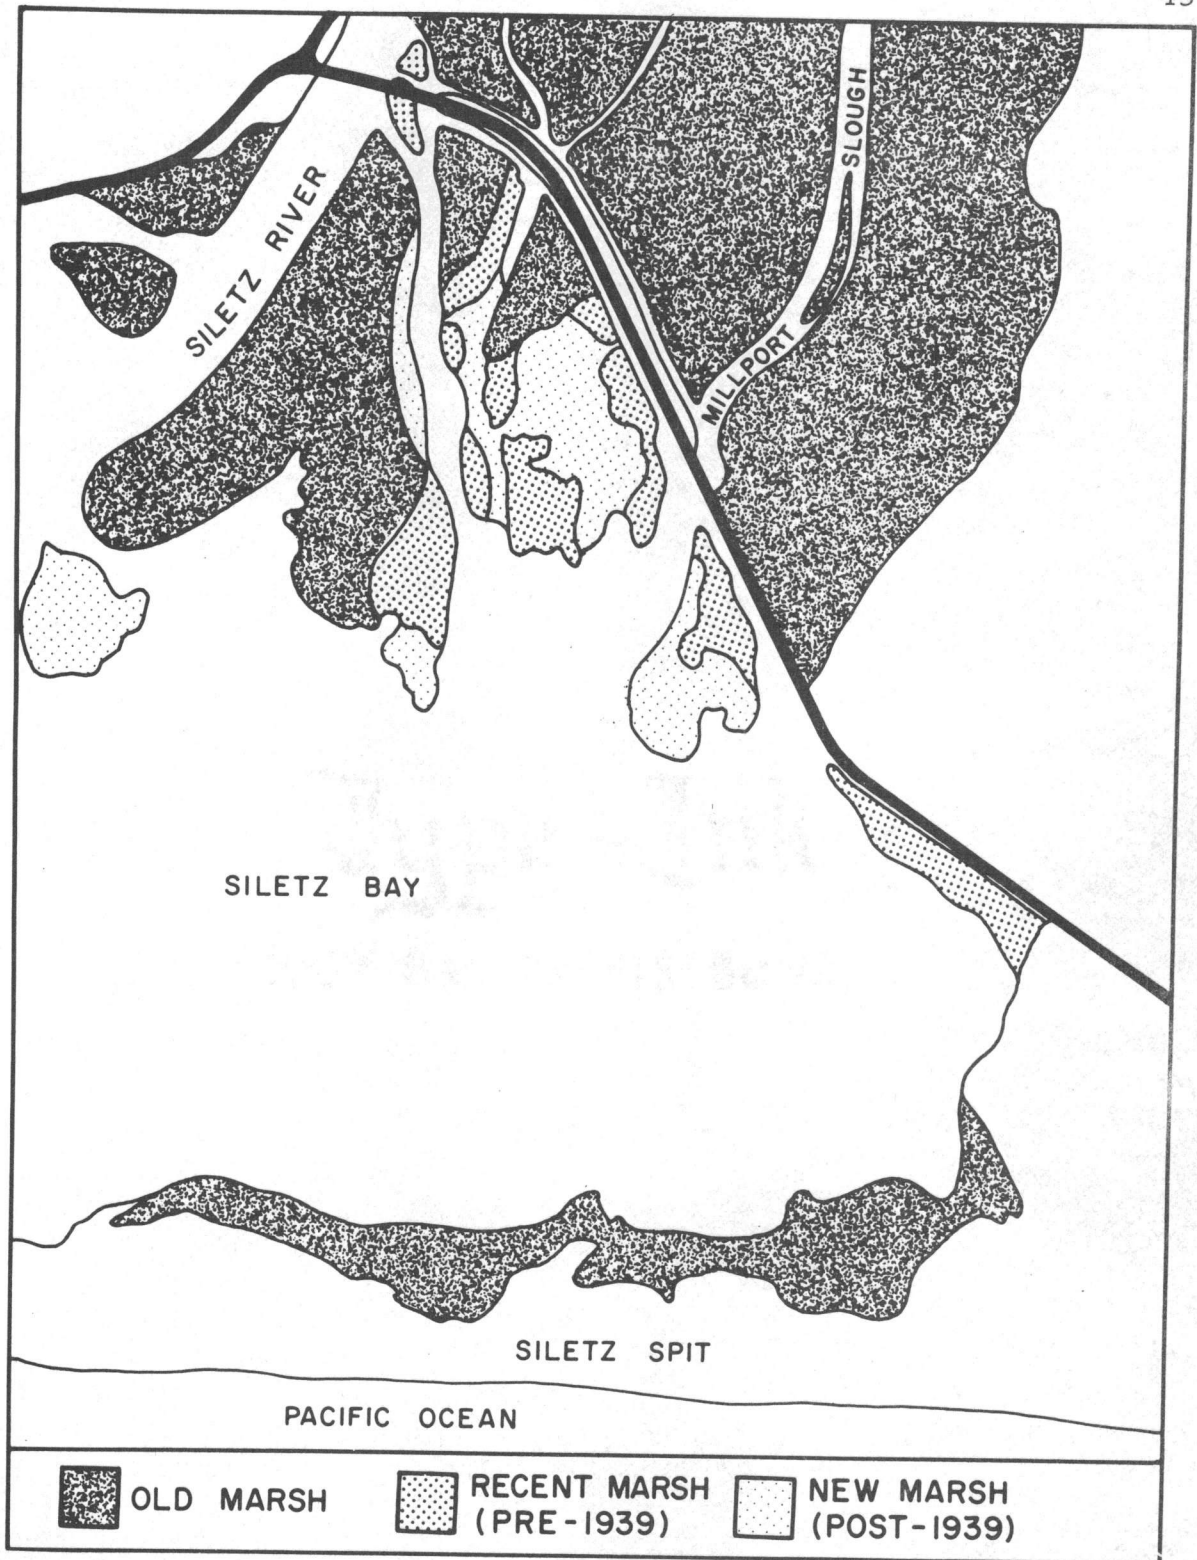 SLOUGH
SILETZ RIVER
MILLPORT
SILETZ BAY
SILETZ SPIT
PACIFIC OCEAN
OLD MARSH
RECENT MARSH
(PRE-1939)
NEW MARSH
(POST-1939)